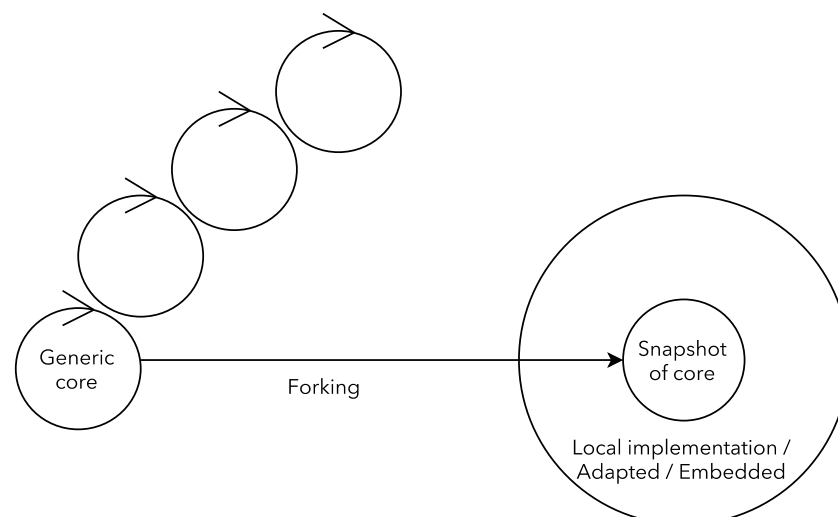 Generic
core
Forking
Snapshot
of core
Local implementation /
Adapted / Embedded